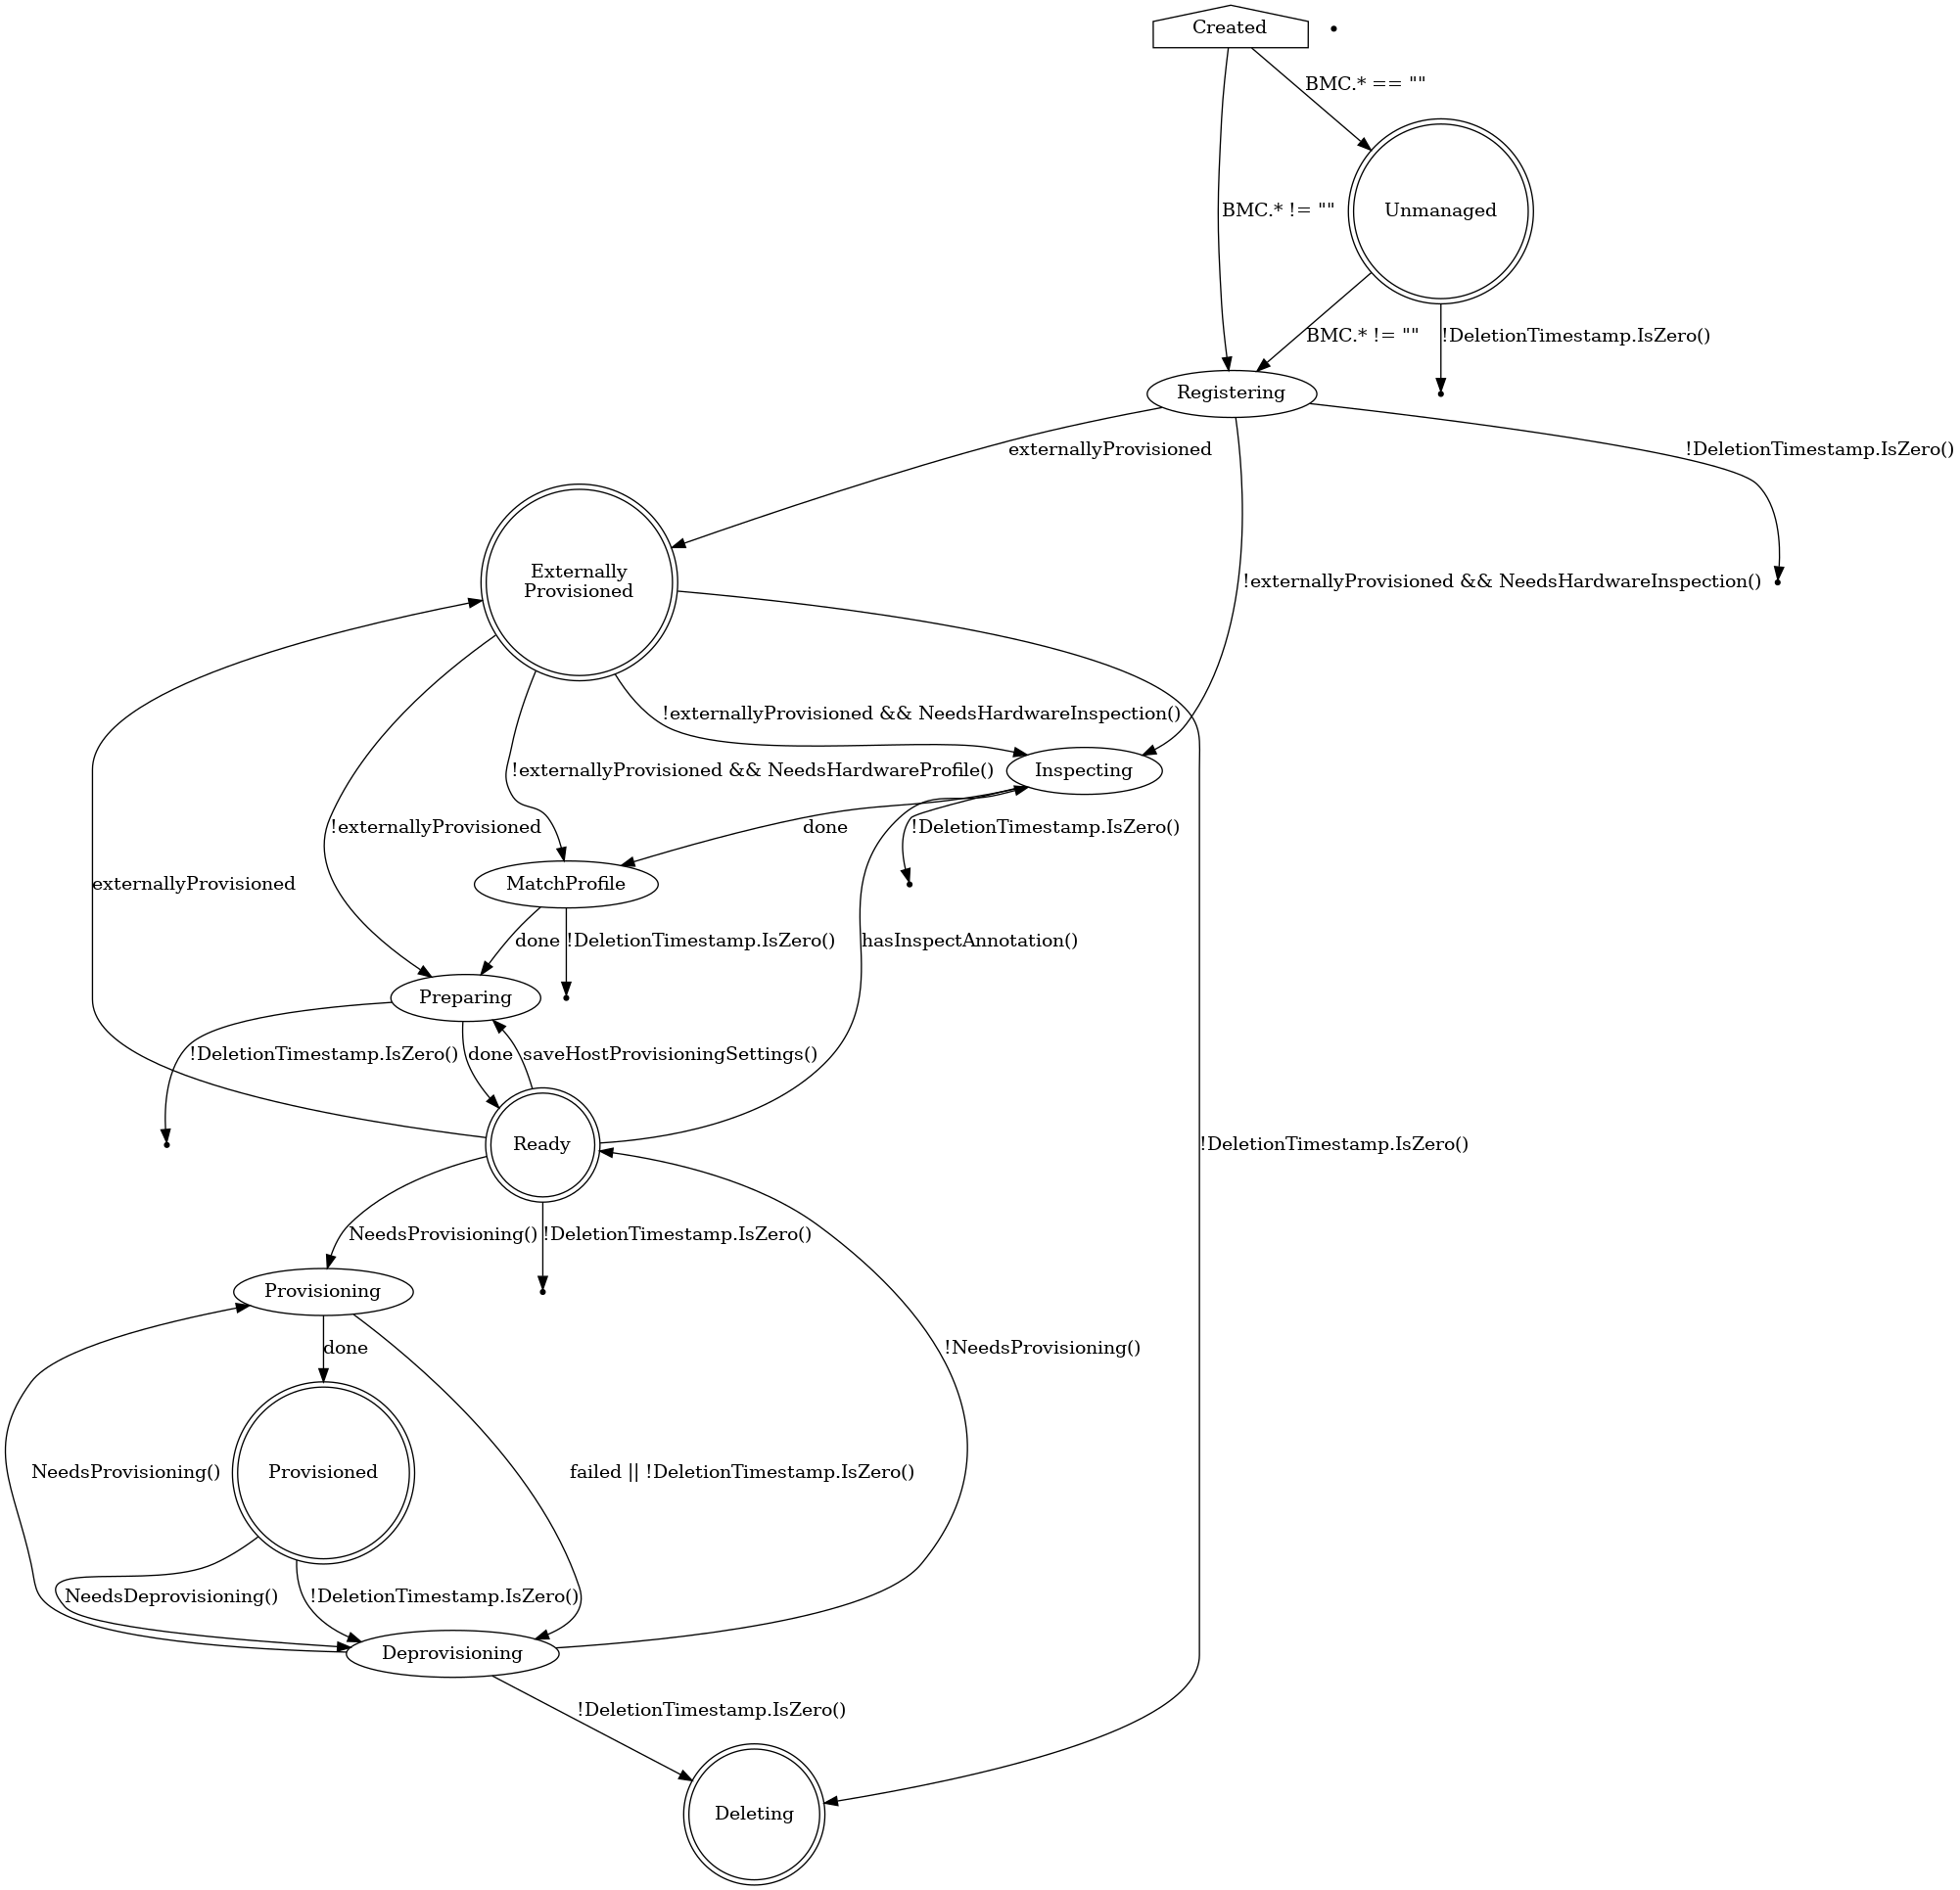 Created
BMC.* == ""
BMC.* != ""
Unmanaged
BMC.* != ""
!DeletionTimestamp.IsZero()
Registering
externallyProvisioned
!DeletionTimestamp.IsZero()
Externally
Provisioned
!externallyProvisioned && NeedsHardwareInspection()
!externallyProvisioned && NeedsHardwareInspection()
!externallyProvisioned && NeedsHardwareProfile()
Inspecting
!externallyProvisioned
done
!DeletionTimestamp.IsZero()
externallyProvisioned
MatchProfile
done
!DeletionTimestamp.IsZero()
hasInspectAnnotation()
Preparing
!DeletionTimestamp.IsZero()
done
saveHostProvisioningSettings()
Ready
!DeletionTimestamp.IsZero()
NeedsProvisioning()
!DeletionTimestamp.IsZero()
Provisioning
done
!NeedsProvisioning()
NeedsProvisioning()
Provisioned
failed || !DeletionTimestamp.IsZero()
NeedsDeprovisioning()
!DeletionTimestamp.IsZero()
Deprovisioning
!DeletionTimestamp.IsZero()
Deleting